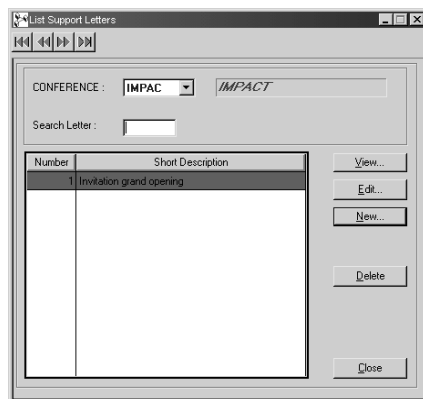 List Support Letters
CONFERENCE : IMPAC IMPACT
Search Letter :
Number Short Description
1 Invitation grand opening
View...
Edit...
New...
Delete
Close